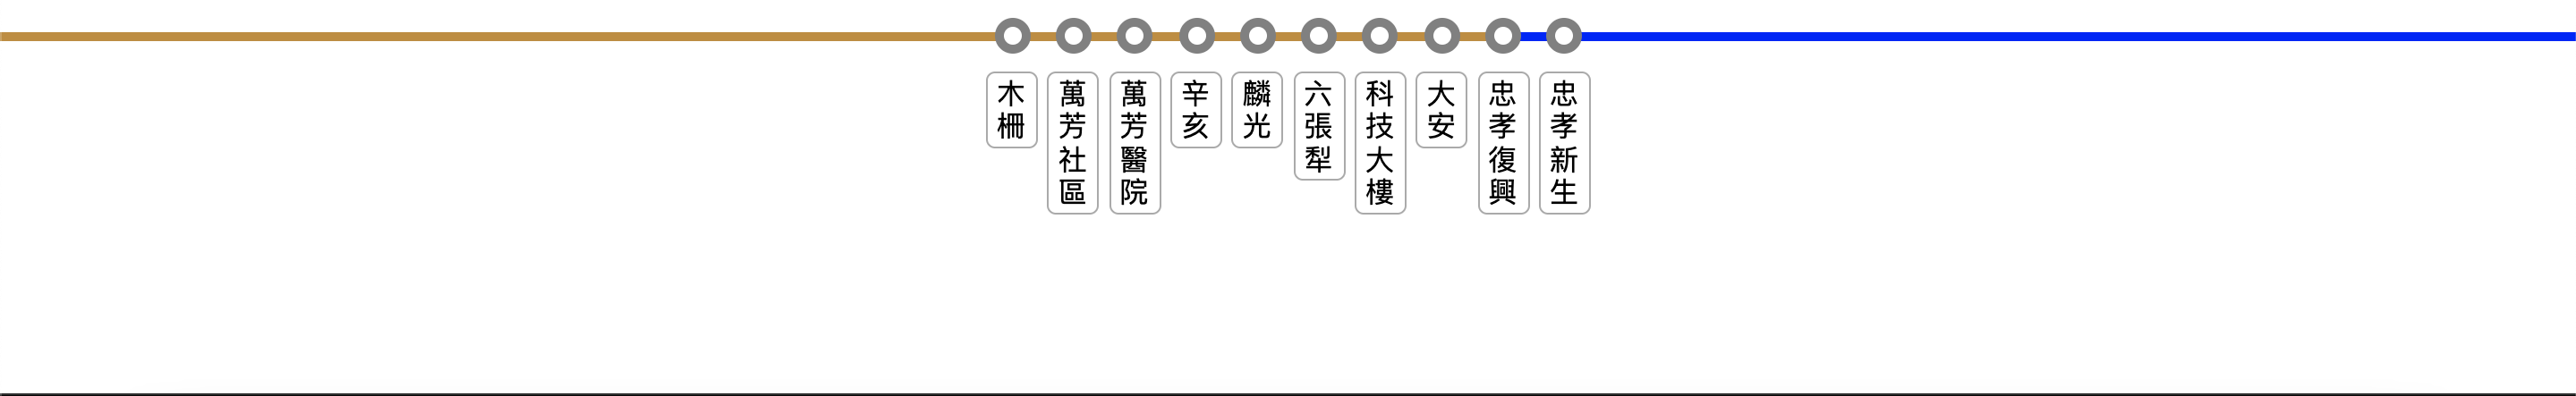 木柵
萬芳社區
萬芳醫院
辛亥
麟光
六張犁
科技大樓
大安
忠孝復興
忠孝新生